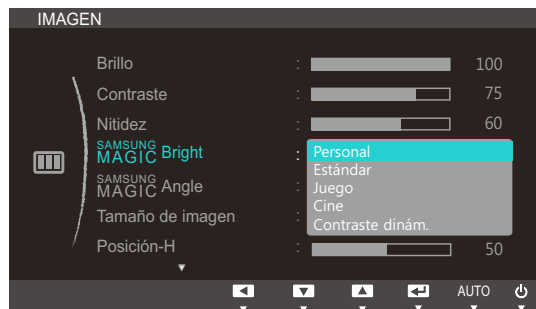 IMAGEN
Brillo : 100
Contraste : 75
Nitidez : 60
SAMSUNG MAGIC Bright :
Personal
Estándar
Juego
Cine
Contraste dinám.
SAMSUNG MAGIC Angle
Tamaño de imagen :
Posición-H : 50
AUTO